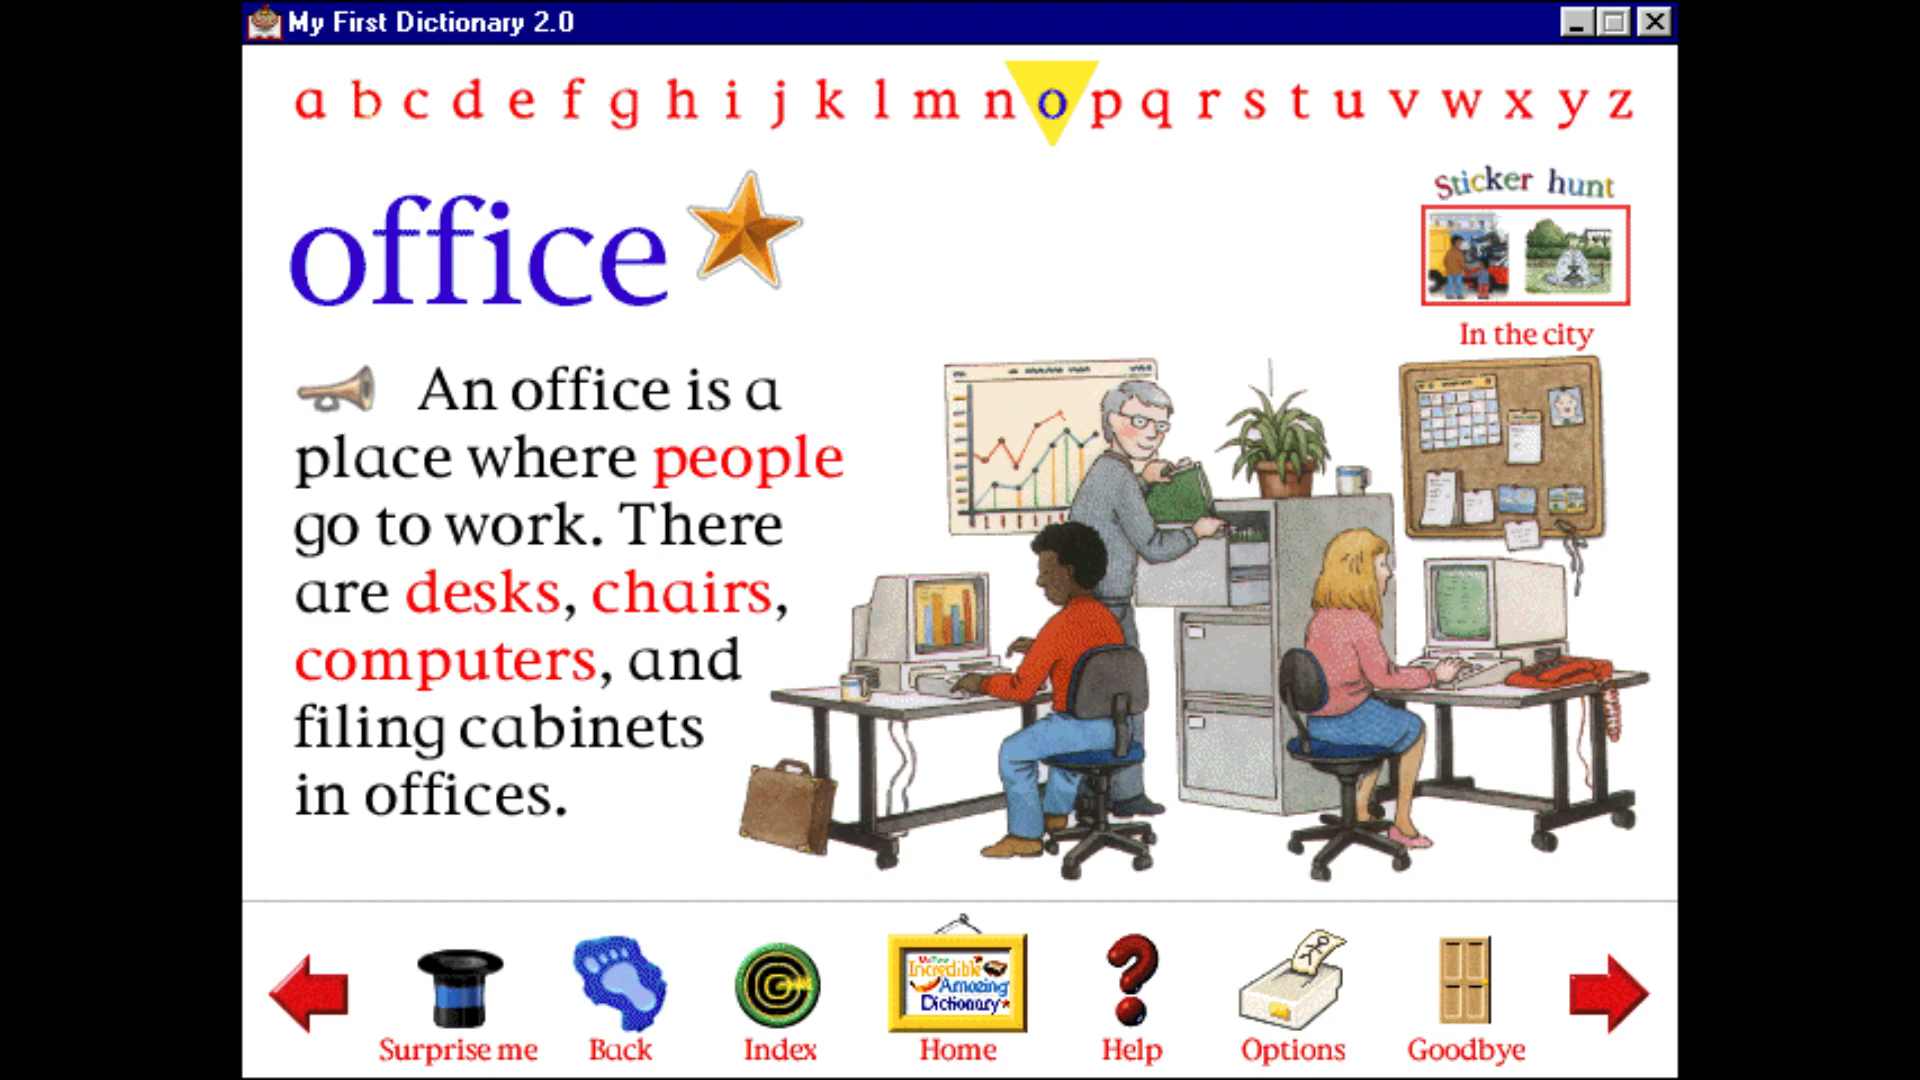 My First Dictionary 2.0
a b c d e f g h i j k l m n o p q r s t u v w x y z
office
Sticker hunt
In the city
An office is a
place where people
go to work. There
are desks, chairs,
computers, and
filing cabinets
in offices.
Incredible
Amazing
Dictionary
Surprise me
Back
Index
Home
Help
Options
Goodbye